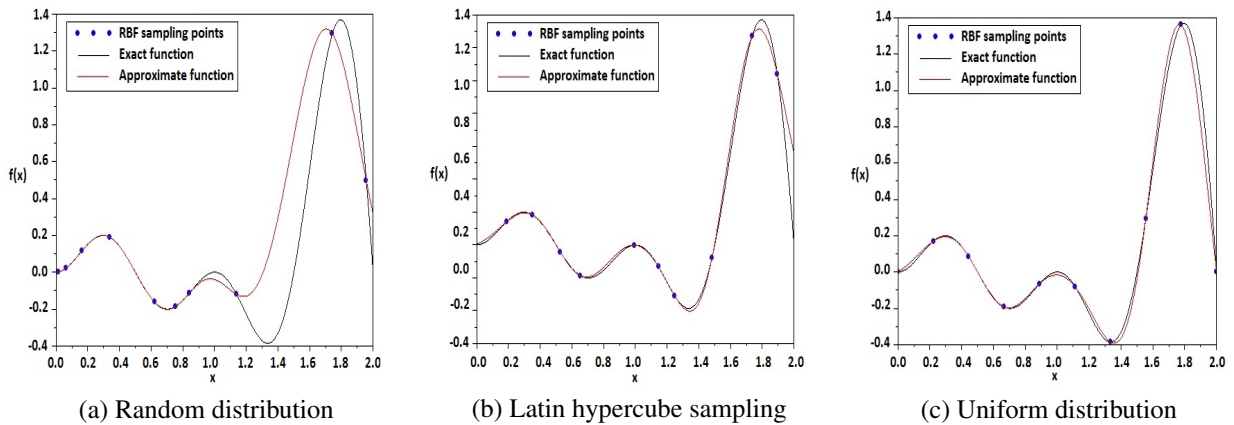 1.4
1.2
1.0
0.8
0.6
0.4
0.2
0.0
-0.2
-0.4
f(x)
RBF sampling points
Exact function
Approximate function
0.0 0.2 0.4 0.6 0.8 1.0 1.2 1.4 1.6 1.8 2.0
x
(a) Random distribution
1.4
1.2
1.0
0.8
0.6
0.4
0.2
0.0
-0.2
-0.4
f(x)
RBF sampling points
Exact function
Approximate function
0.0 0.2 0.4 0.6 0.8 1.0 1.2 1.4 1.6 1.8 2.0
x
(b) Latin hypercube sampling
1.4
1.2
1.0
0.8
0.6
0.4
0.2
0.0
-0.2
-0.4
f(x)
RBF sampling points
Exact function
Approximate function
0.0 0.2 0.4 0.6 0.8 1.0 1.2 1.4 1.6 1.8 2.0
x
(c) Uniform distribution